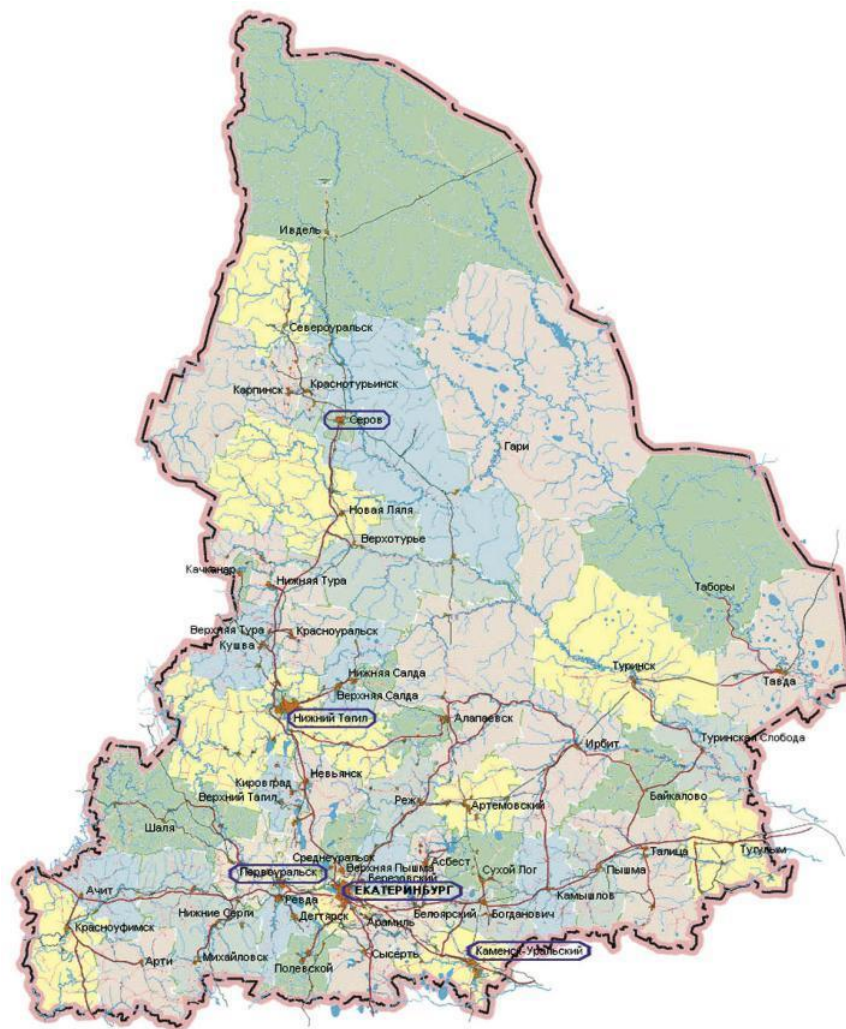 Ивдель
Североуральск
Карпинск
Краснотурьинск
Серов
Гари
Новая Ляля
Верхотурье
Качканар
Нижняя Тура
Таборы
Верхняя Тура
Красноуральск
Кушва
Нижняя Салда
Туринск
Тавда
Верхняя Салда
Нижний Тагил
Алапаевск
Туринская Слобода
Ирбит
Невьянск
Кировград
Верхний Тагил
Реж
Артемовский
Байкалово
Шаля
Среднеуральск
Верхняя Пышма
Асбест
Талица
Тугулым
Первоуральск
Березовский
Сухой Лог
Пышма
Ачит
ЕКАТЕРИНБУРГ
Камышлов
Ревда
Нижние Серги
Дегтярск
Арамиль
Белоярский
Богданович
Красноуфимск
Арти
Михайловск
Полевской
Сысерть
Каменск-Уральский